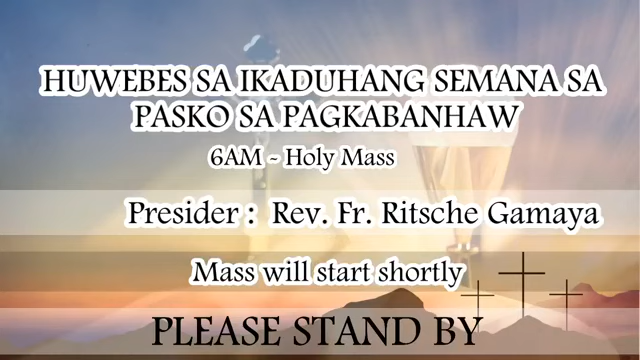 HUWEBES SA IKADUHANG SEMANA SA
PASKO SA PAGKABANHAW
6AM - Holy Mass
Presider : Rev. Fr. Ritsche Gamaya
Mass will start shortly
PLEASE STAND BY